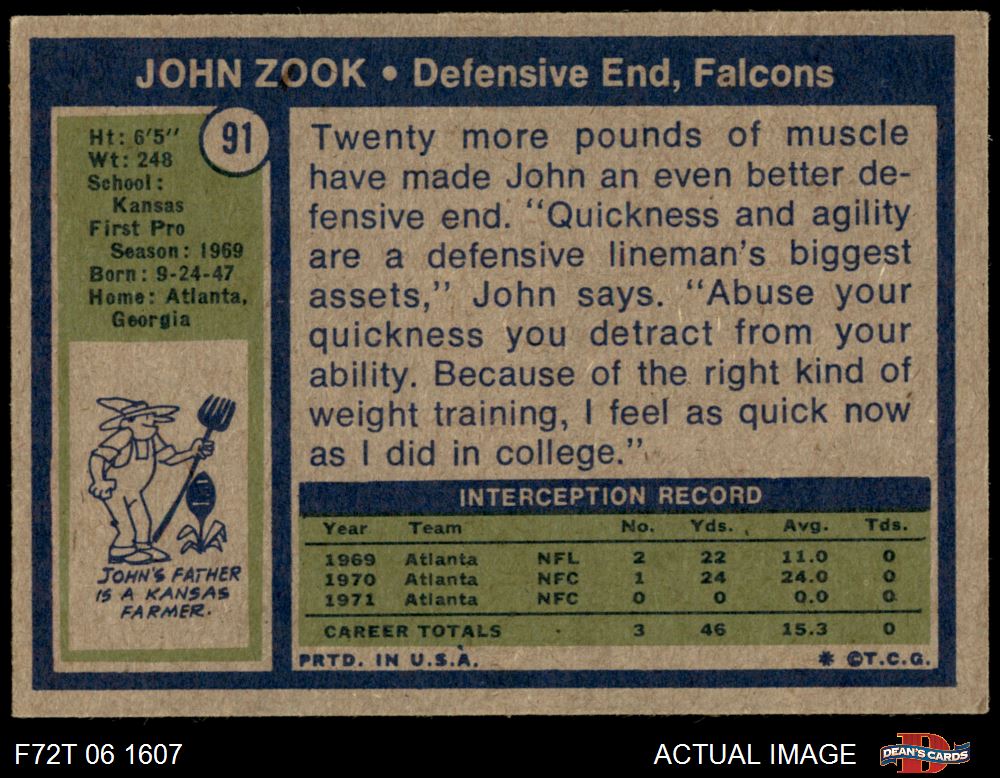 JOHN ZOOK • Defensive End, Falcons
91
Ht: 6'5"
Wt: 248
School:
Kansas
First Pro
Season: 1969
Born: 9-24-47
Home: Atlanta,
Georgia
JOHN'S FATHER
IS A KANSAS
FARMER.
Twenty more pounds of muscle
have made John an even better de-
fensive end. "Quickness and agility
are a defensive lineman's biggest
assets," John says. "Abuse your
quickness you detract from your
ability. Because of the right kind of
weight training, I feel as quick now
as I did in college."
INTERCEPTION RECORD
Year Team No. Yds. Avg. Tds.
1969 Atlanta NFL 2 22 11.0 0
1970 Atlanta NFC 1 24 24.0 0
1971 Atlanta NFC 0 0 0.0 0
CAREER TOTALS 3 46 15.3 0
PRTD. IN U.S.A. * ©T.C.G.
F72T 06 1607 ACTUAL IMAGE D DEAN'S CARDS